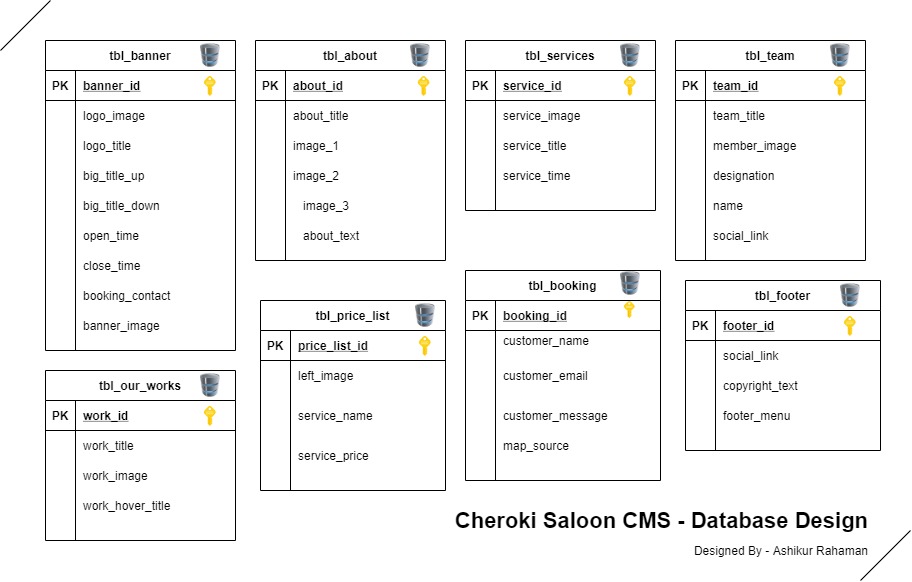 tbl_banner
PK banner_id
logo_image
logo_title
big_title_up
big_title_down
open_time
close_time
booking_contact
banner_image
tbl_about
PK about_id
about_title
image_1
image_2
image_3
about_text
tbl_services
PK service_id
service_image
service_title
service_time
tbl_team
PK team_id
team_title
member_image
designation
name
social_link
tbl_our_works
PK work_id
work_title
work_image
work_hover_title
tbl_price_list
PK price_list_id
left_image
service_name
service_price
tbl_booking
PK booking_id
customer_name
customer_email
customer_message
map_source
tbl_footer
PK footer_id
social_link
copyright_text
footer_menu
Cheroki Saloon CMS - Database Design
Designed By - Ashikur Rahaman